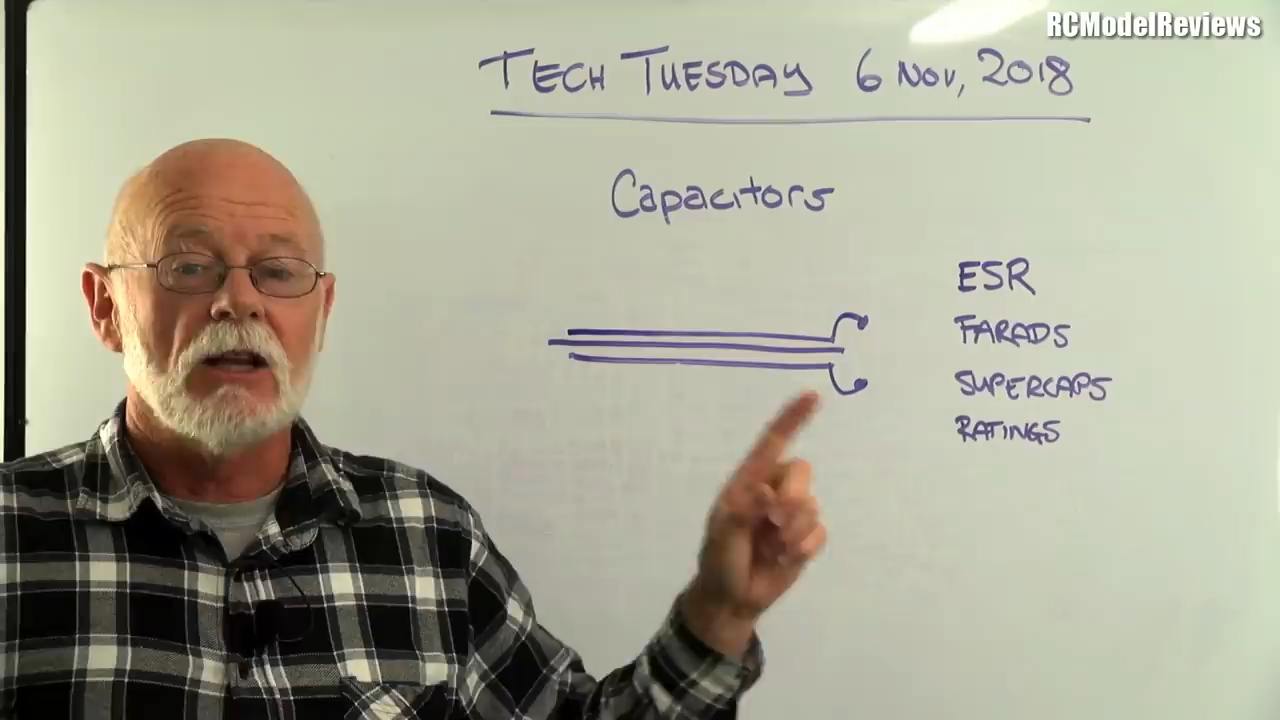 RCModelReviews
TECH TUESDAY 6 NOV, 2018
Capacitors
ESR
FARADS
SUPERCAPS
RATINGS